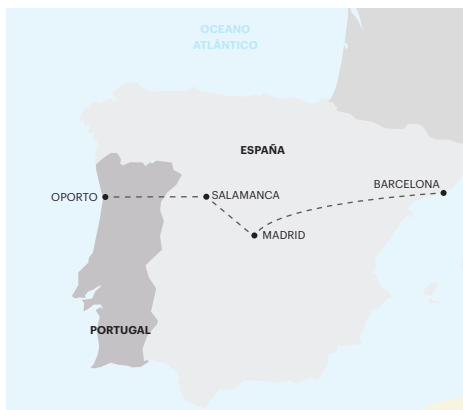 OCEANO
ATLÁNTICO
ESPAÑA
BARCELONA
OPORTO
SALAMANCA
MADRID
PORTUGAL